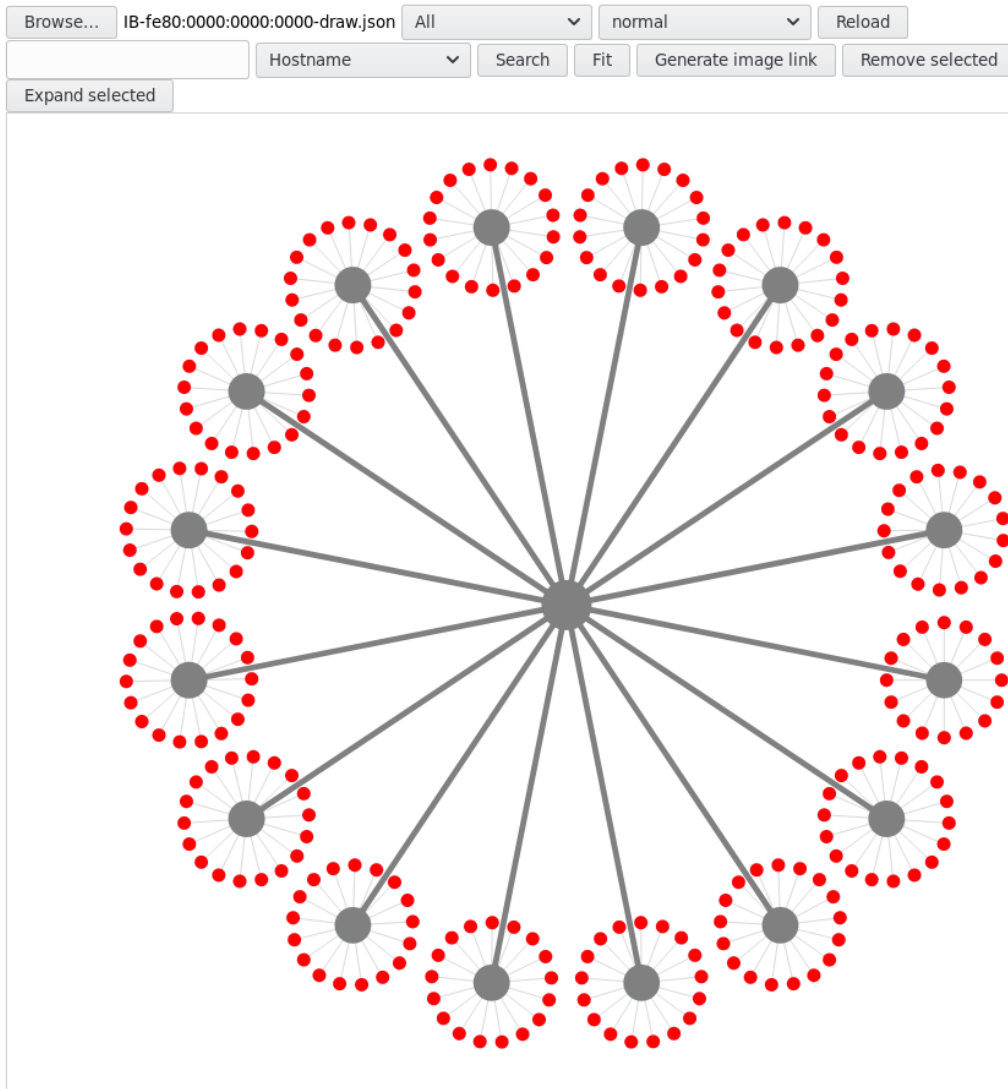 Browse... IB-fe80:0000:0000:0000-draw.json All normal Reload
Hostname Search Fit Generate image link Remove selected
Expand selected